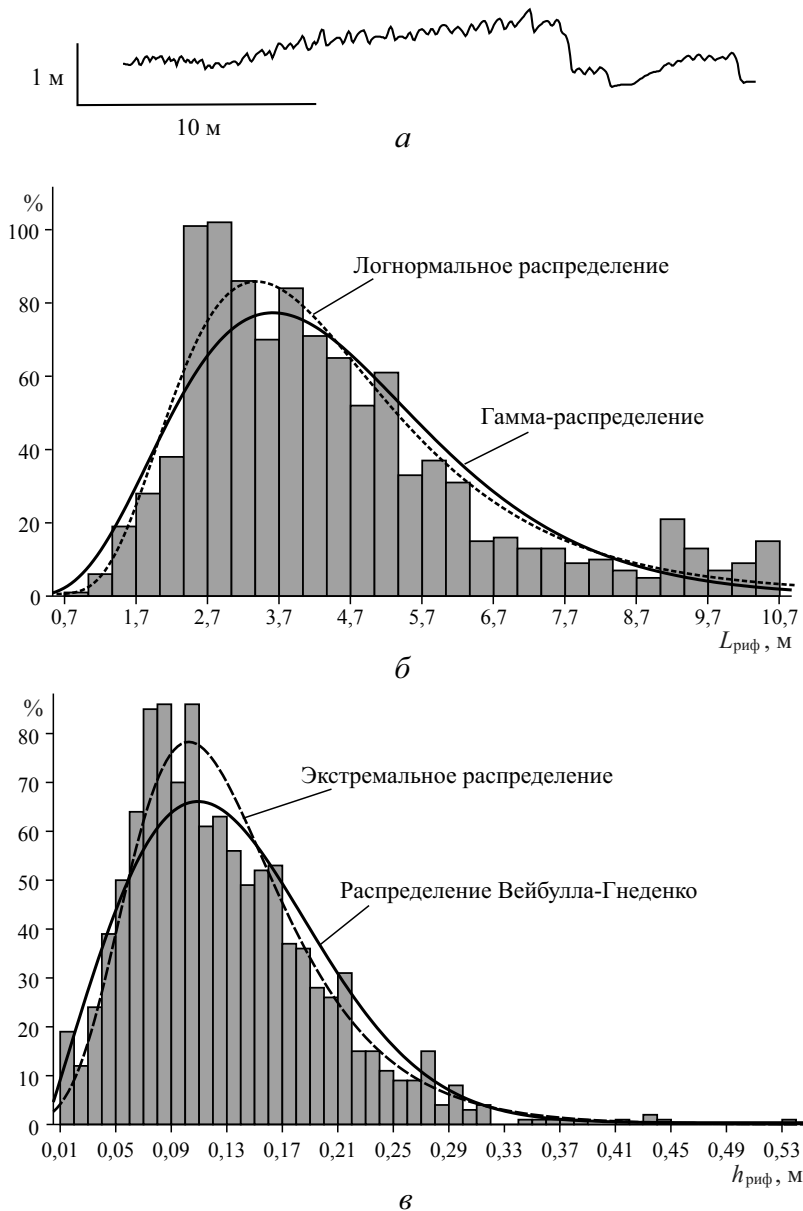 1 м
10 м
а
%
100
80
60
40
20
0
Логнормальное распределение
Гамма-распределение
0,7 1,7 2,7 3,7 4,7 5,7 6,7 7,7 8,7 9,7 10,7
Lриф , м
б
%
80
70
60
50
40
30
20
10
0
Экстремальное распределение
Распределение Вейбулла-Гнеденко
0,01 0,05 0,09 0,13 0,17 0,21 0,25 0,29 0,33 0,37 0,41 0,45 0,49 0,53
hриф , м
в